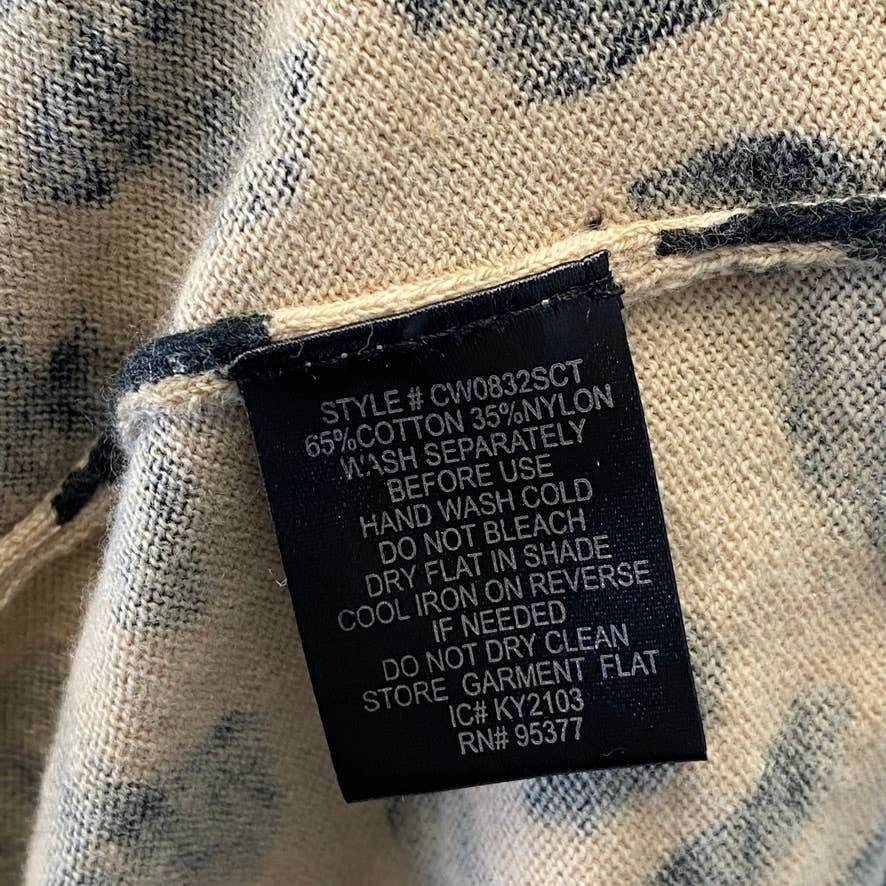 STYLE # CW0832SCT
65%COTTON 35%NYLON
WASH SEPARATELY
BEFORE USE
HAND WASH COLD
DO NOT BLEACH
DRY FLAT IN SHADE
COOL IRON ON REVERSE
IF NEEDED
DO NOT DRY CLEAN
STORE GARMENT FLAT
IC# KY2103
RN# 95377